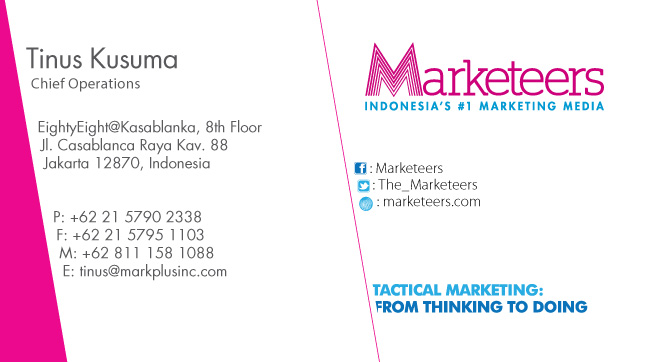 Tinus Kusuma
Chief Operations
EightyEight@Kasablanka, 8th Floor
Jl. Casablanca Raya Kav. 88
Jakarta 12870, Indonesia
P: +62 21 5790 2338
F: +62 21 5795 1103
M: +62 811 158 1088
E: tinus@markplusinc.com
Marketeers
INDONESIA'S #1 MARKETING MEDIA
: Marketeers
: The_Marketeers
: marketeers.com
TACTICAL MARKETING:
FROM THINKING TO DOING